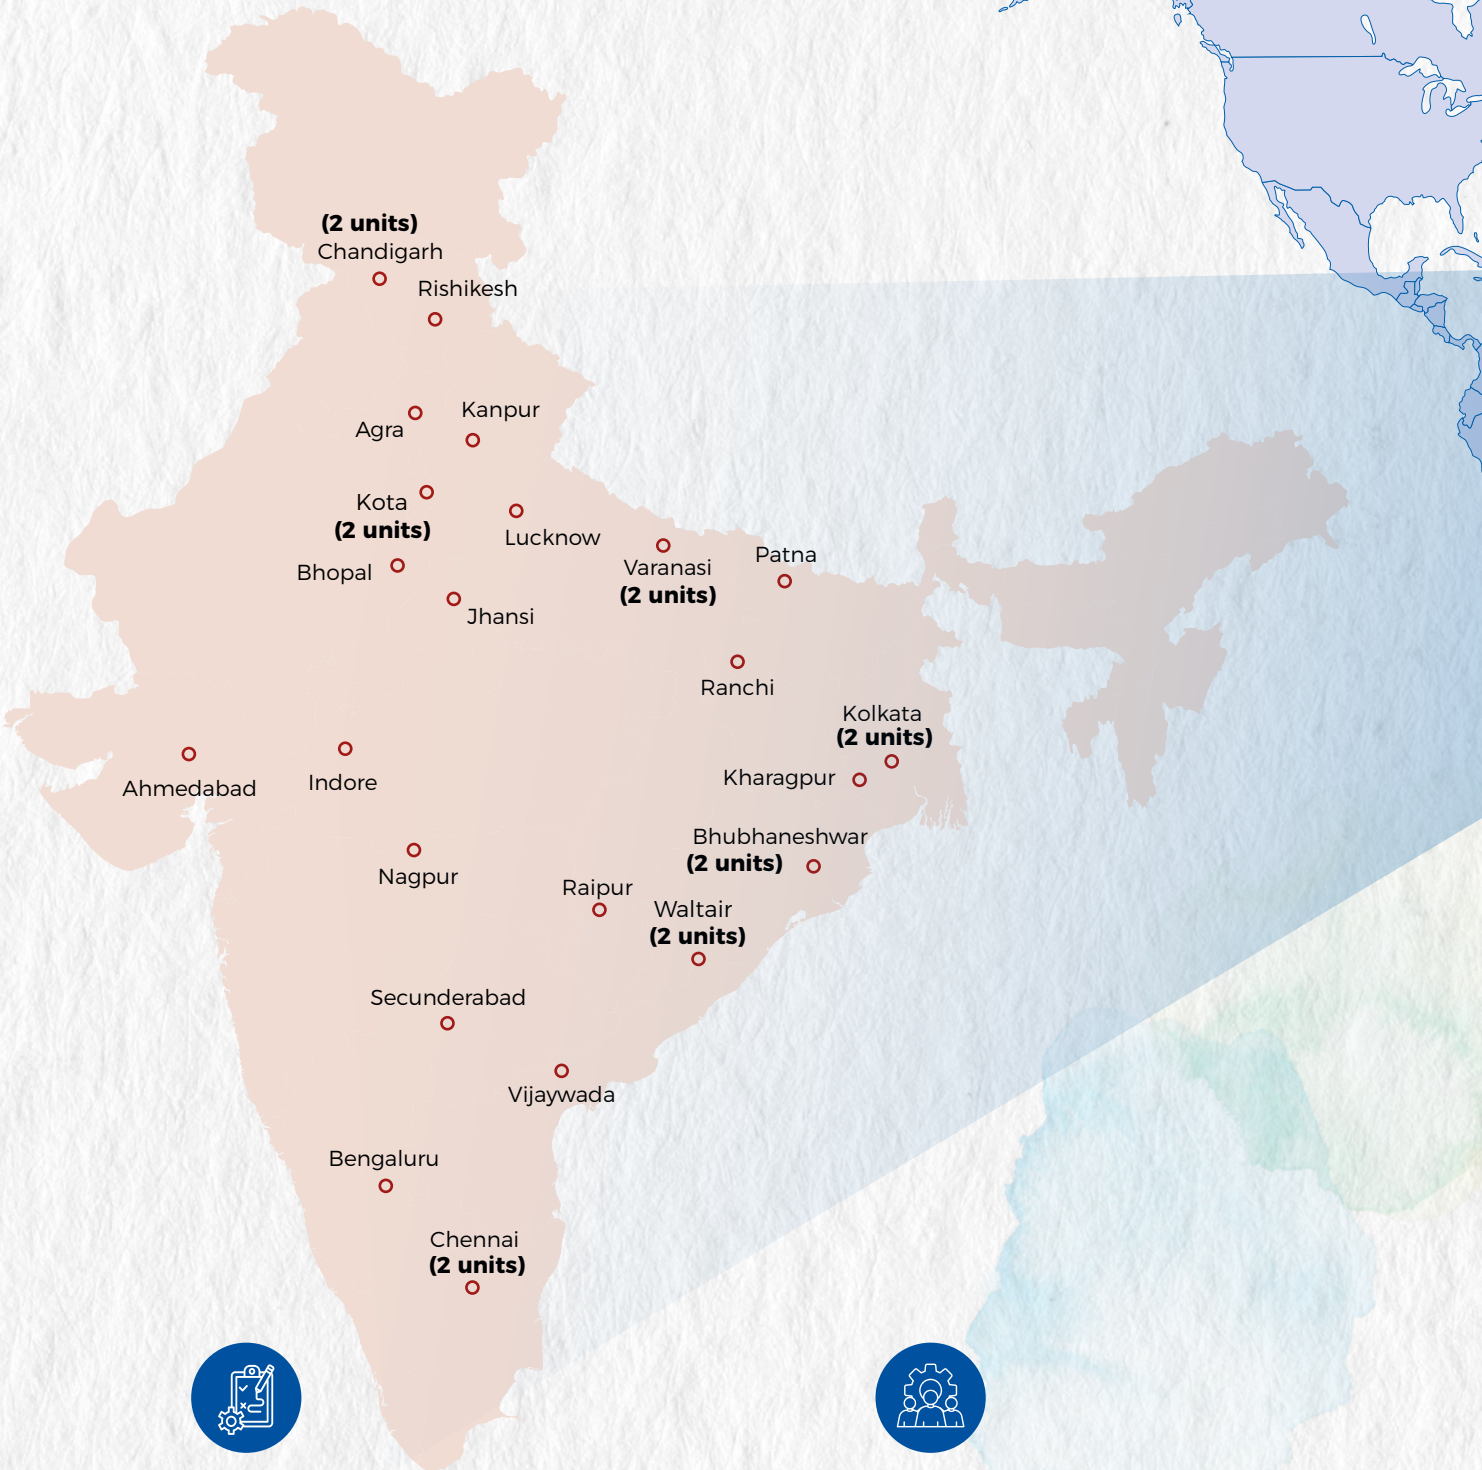 (2 units)
Chandigarh
Rishikesh
Kanpur
Agra
Kota
(2 units)
Lucknow
Bhopal
Jhansi
Varanasi
(2 units)
Patna
Ranchi
Kolkata
(2 units)
Kharagpur
Ahmedabad
Indore
Bhubhaneshwar
(2 units)
Nagpur
Raipur
Waltair
(2 units)
Secunderabad
Vijaywada
Bengaluru
Chennai
(2 units)